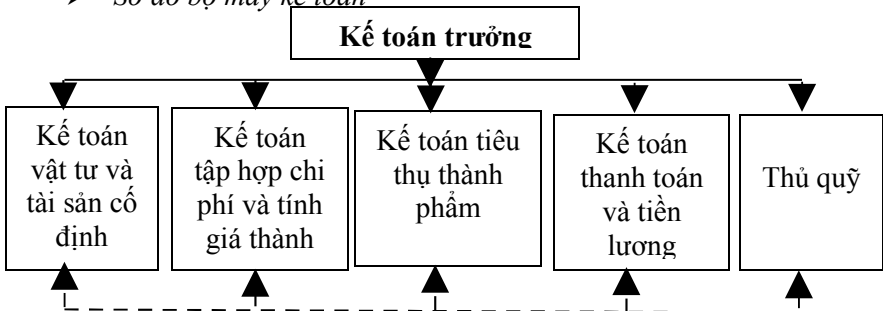 Sơ đồ bộ máy kế toán
Kế toán trưởng
Kế toán
vật tư và
tài sản cố
định
Kế toán
tập hợp chi
phí và tính
giá thành
Kế toán tiêu
thụ thành
phẩm
Kế toán
thanh toán
và tiền
lương
Thủ quỹ